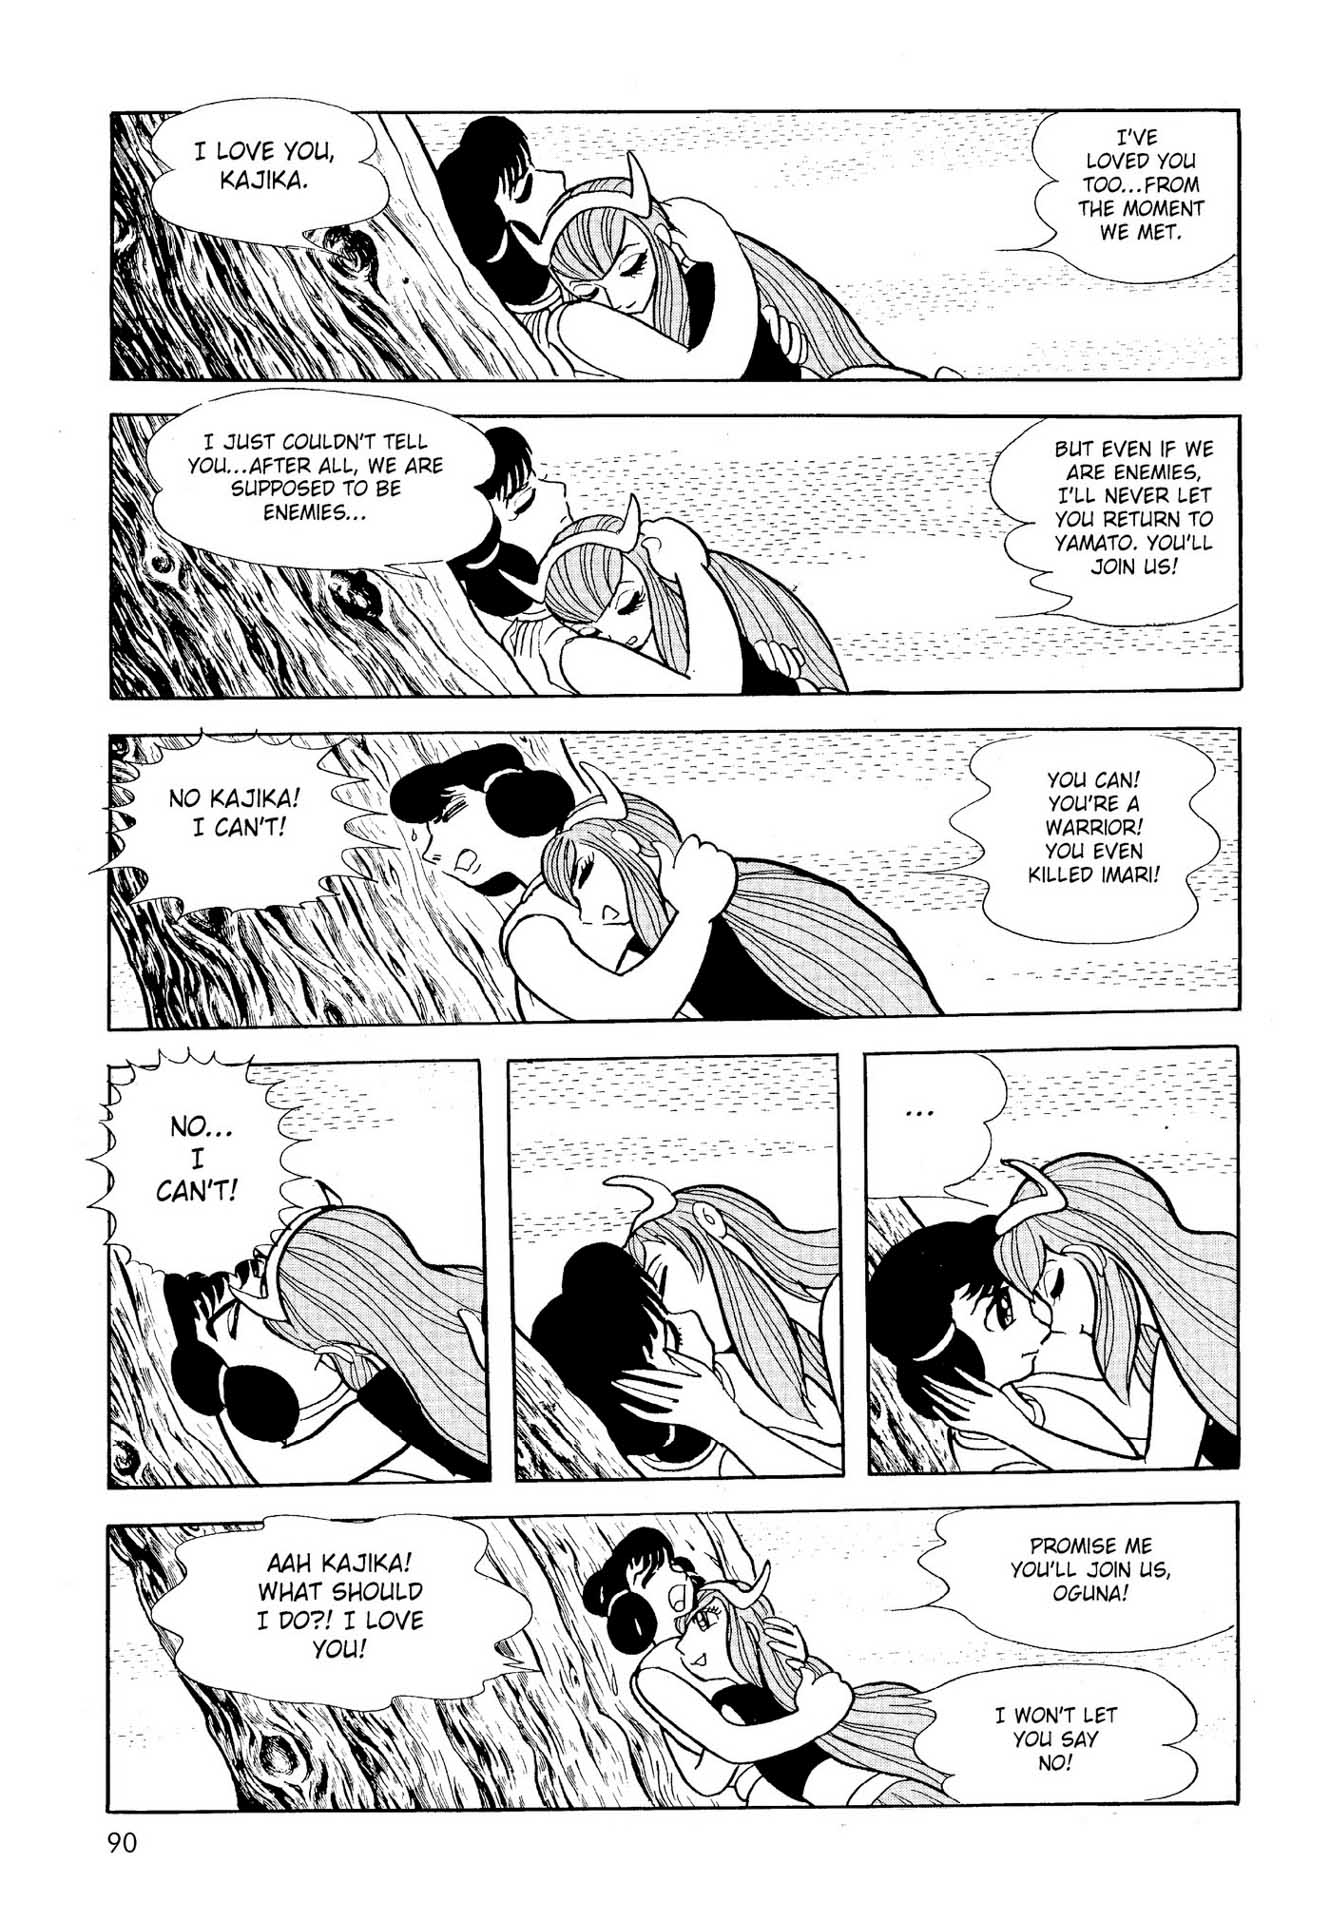 I LOVE YOU,
KAJIKA.
I'VE
LOVED YOU
TOO...FROM
THE MOMENT
WE MET.
I JUST COULDN'T TELL
YOU...AFTER ALL, WE ARE
SUPPOSED TO BE
ENEMIES...
BUT EVEN IF WE
ARE ENEMIES,
I'LL NEVER LET
YOU RETURN TO
YAMATO. YOU'LL
JOIN US!
NO KAJIKA!
I CAN'T!
YOU CAN!
YOU'RE A
WARRIOR!
YOU EVEN
KILLED IMARI!
NO...
I
CAN'T!
...
AAH KAJIKA!
WHAT SHOULD
I DO?! I LOVE
YOU!
PROMISE ME
YOU'LL JOIN US,
OGUNA!
I WON'T LET
YOU SAY
NO!
90